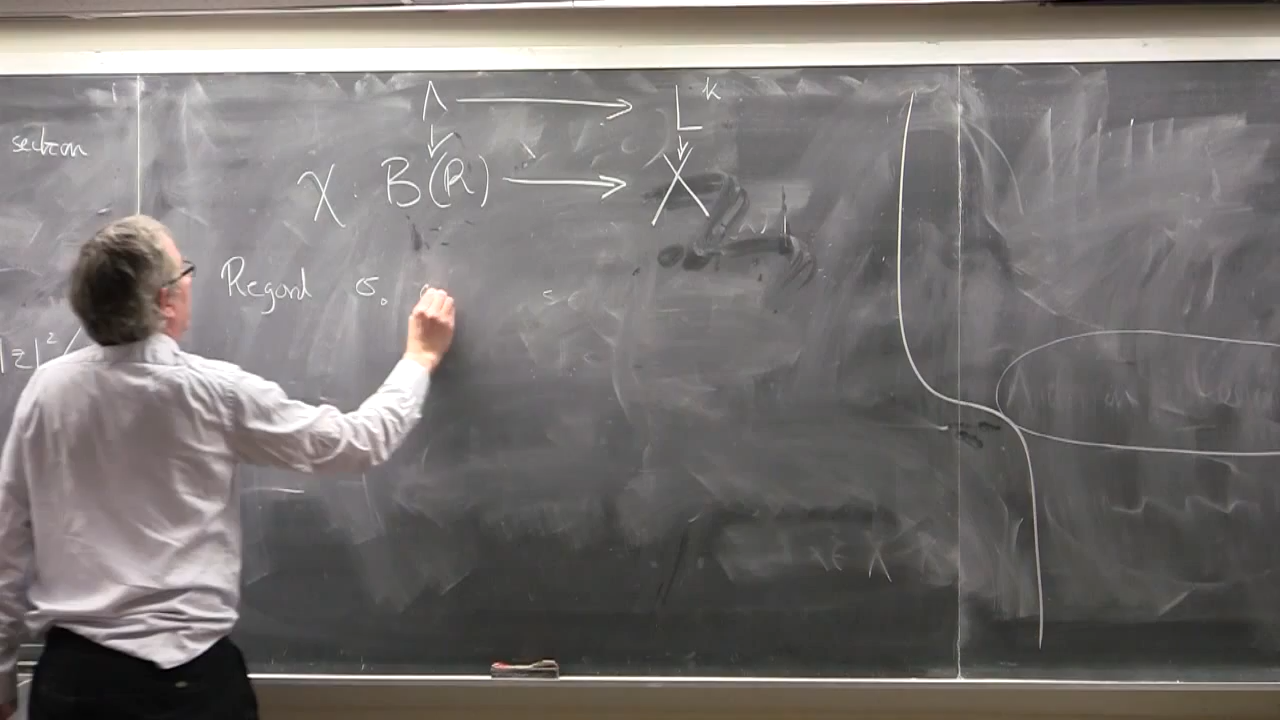 section
Λ ⟶ L^k
χ : B(R) ⟶ X
Regard σ₀
|z|²/